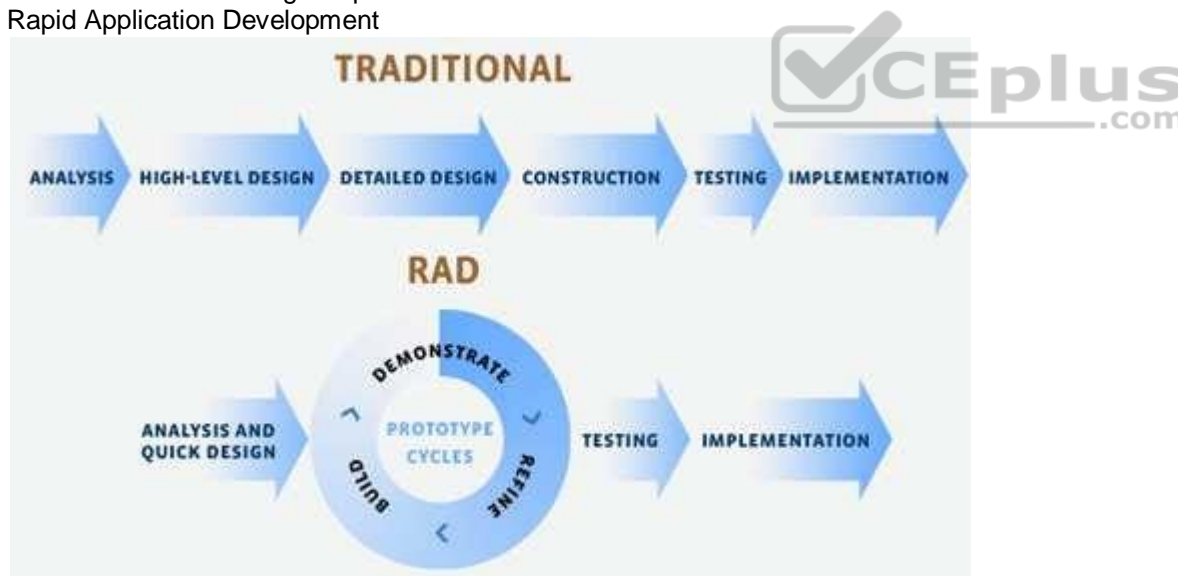 Rapid Application Development
CEplus
.com
TRADITIONAL
ANALYSIS
HIGH-LEVEL DESIGN
DETAILED DESIGN
CONSTRUCTION
TESTING
IMPLEMENTATION
RAD
DEMONSTRATE
REFINE
BUILD
PROTOTYPE
CYCLES
ANALYSIS AND
QUICK DESIGN
TESTING
IMPLEMENTATION